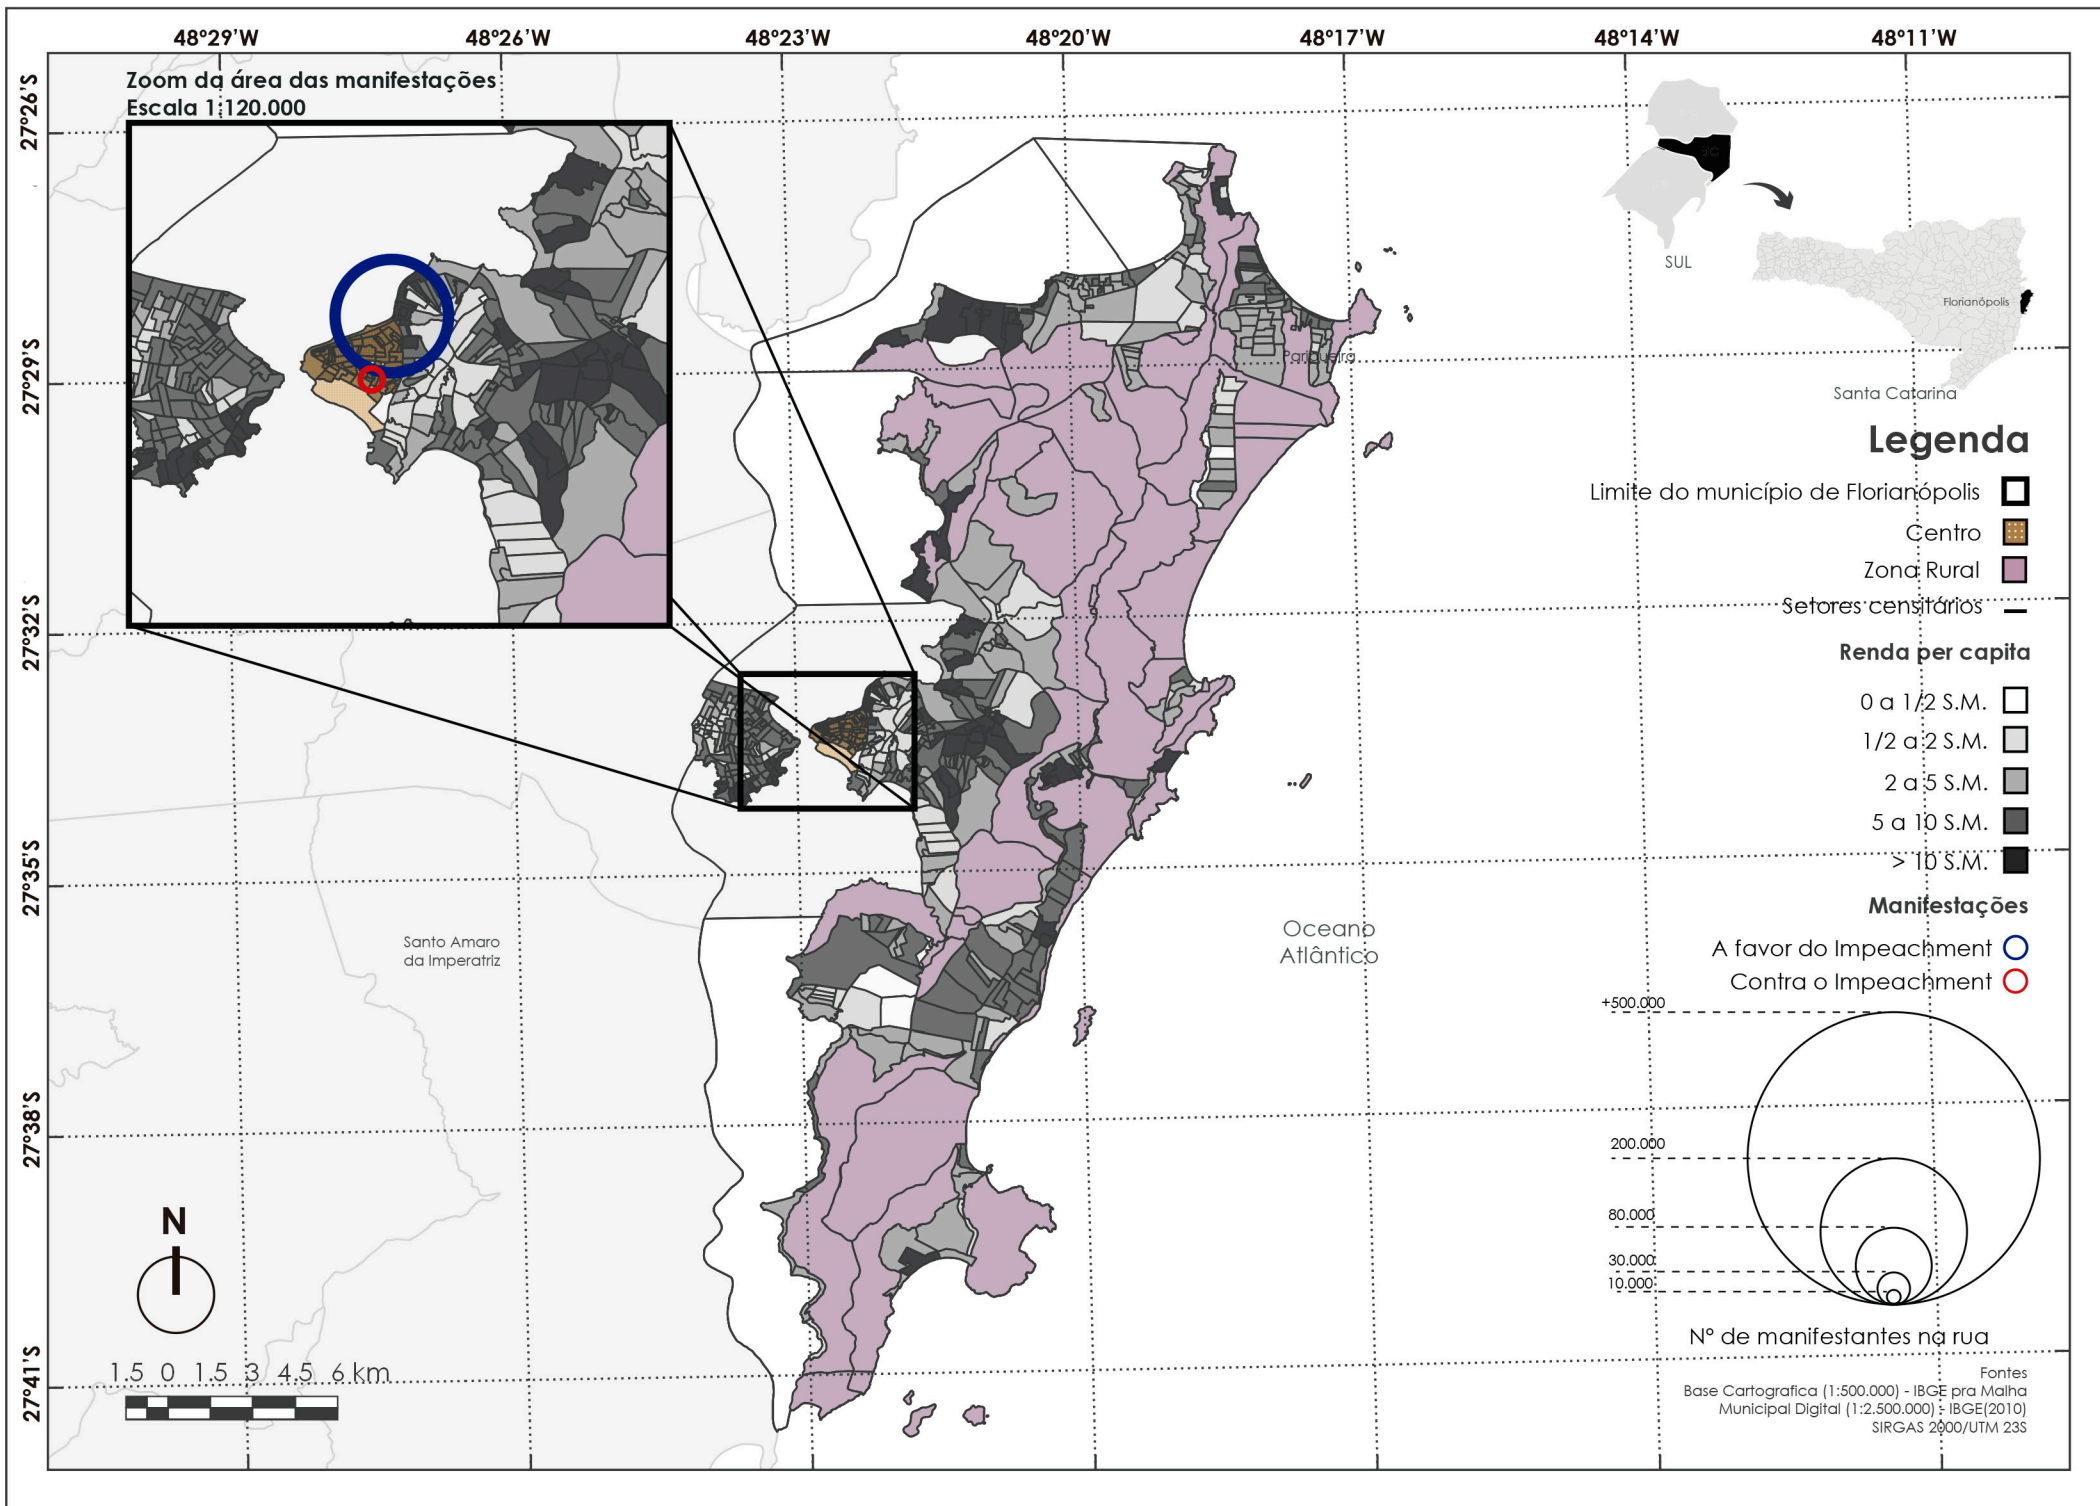 48°29'W 48°26'W 48°23'W 48°20'W 48°17'W 48°14'W 48°11'W
27°26'S
27°29'S
27°32'S
27°35'S
27°38'S
27°41'S
Zoom da área das manifestações
Escala 1:120.000
SC
SUL
Florianópolis
Santa Catarina
Pariqueira
Santo Amaro
da Imperatriz
Oceano
Atlântico
Legenda
Limite do município de Florianópolis
Centro
Zona Rural
Setores censitários
Renda per capita
0 a 1/2 S.M.
1/2 a 2 S.M.
2 a 5 S.M.
5 a 10 S.M.
> 10 S.M.
Manifestações
A favor do Impeachment
Contra o Impeachment
+500.000
200.000
80.000
30.000
10.000
Nº de manifestantes na rua
Fontes
Base Cartografica (1:500.000) - IBGE pra Malha
Municipal Digital (1:2.500.000) - IBGE(2010)
SIRGAS 2000/UTM 23S
N
1.5 0 1.5 3 4.5 6 km